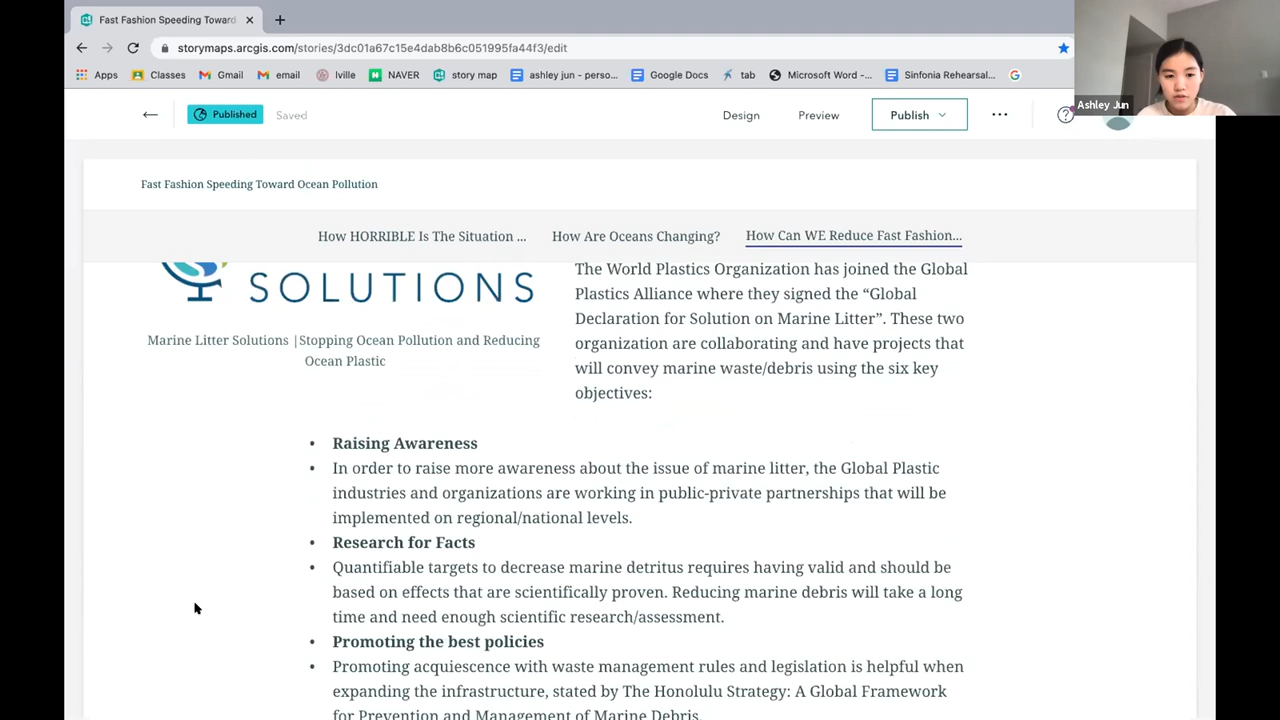 Fast Fashion Speeding Toward
storymaps.arcgis.com/stories/3dc01a67c15e4dab8b6c051995fa44f3/edit
Apps Classes Gmail email lville NAVER story map ashley jun - perso... Google Docs tab Microsoft Word -... Sinfonia Rehearsal...
Ashley Jun
Published Saved Design Preview Publish
Fast Fashion Speeding Toward Ocean Pollution
How HORRIBLE Is The Situation ... How Are Oceans Changing? How Can WE Reduce Fast Fashion...
SOLUTIONS
Marine Litter Solutions |Stopping Ocean Pollution and Reducing
Ocean Plastic
The World Plastics Organization has joined the Global
Plastics Alliance where they signed the “Global
Declaration for Solution on Marine Litter”. These two
organization are collaborating and have projects that
will convey marine waste/debris using the six key
objectives:
• Raising Awareness
• In order to raise more awareness about the issue of marine litter, the Global Plastic
industries and organizations are working in public-private partnerships that will be
implemented on regional/national levels.
• Research for Facts
• Quantifiable targets to decrease marine detritus requires having valid and should be
based on effects that are scientifically proven. Reducing marine debris will take a long
time and need enough scientific research/assessment.
• Promoting the best policies
• Promoting acquiescence with waste management rules and legislation is helpful when
expanding the infrastructure, stated by The Honolulu Strategy: A Global Framework
for Prevention and Management of Marine Debris.